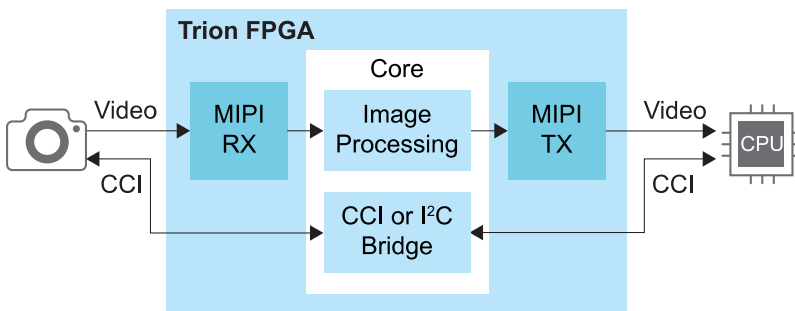 Trion FPGA
Core
Video
MIPI
RX
Image
Processing
MIPI
TX
Video
CPU
CCI
CCI or I²C
Bridge
CCI